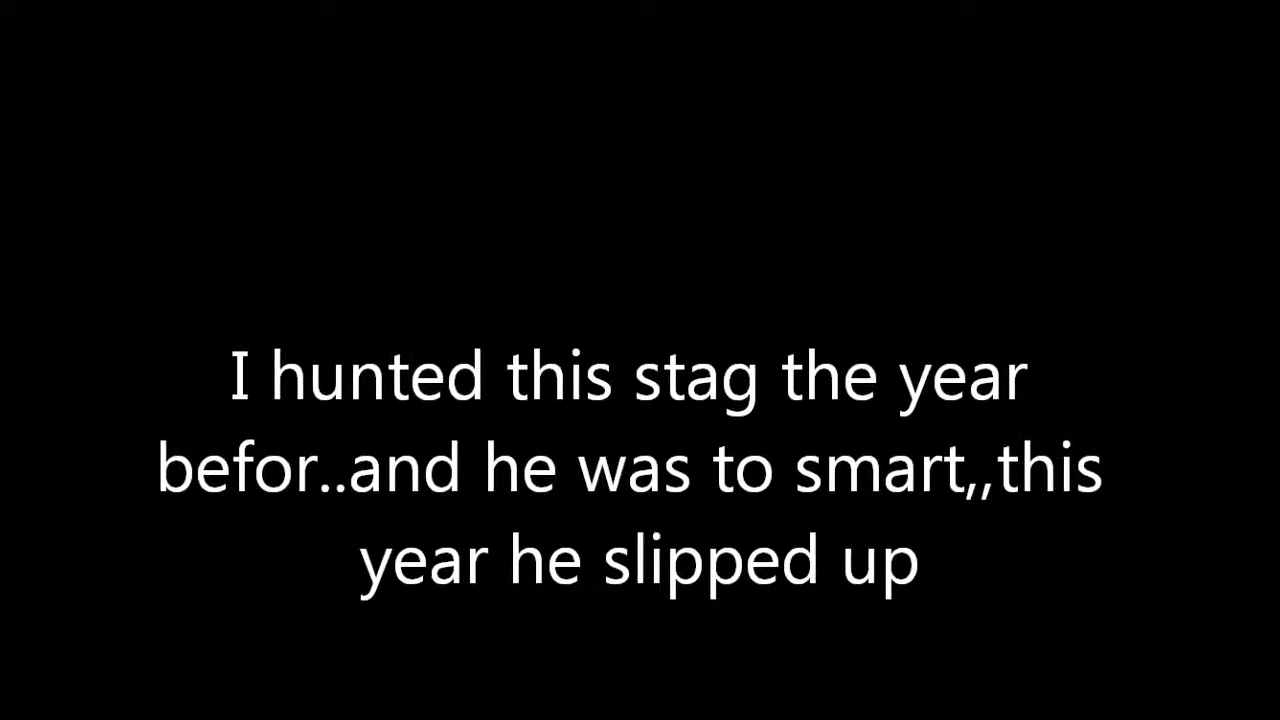 I hunted this stag the year
befor..and he was to smart,,this
year he slipped up